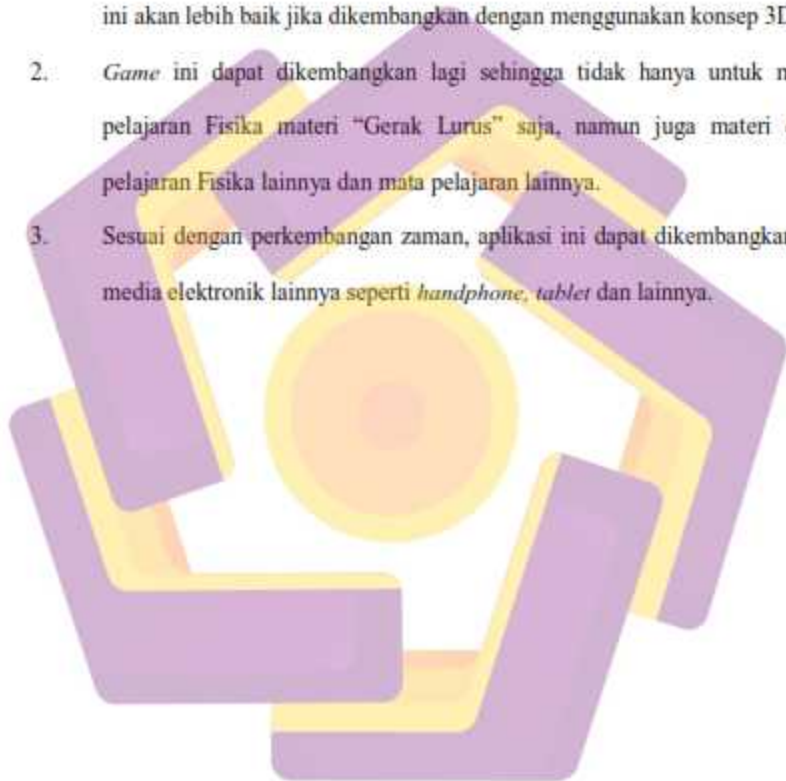 ini akan lebih baik jika dikembangkan dengan menggunakan konsep 3D
2. Game ini dapat dikembangkan lagi sehingga tidak hanya untuk
pelajaran Fisika materi “Gerak Lurus” saja, namun juga materi
pelajaran Fisika lainnya dan mata pelajaran lainnya.
3. Sesuai dengan perkembangan zaman, aplikasi ini dapat dikembangkan
media elektronik lainnya seperti handphone, tablet dan lainnya.